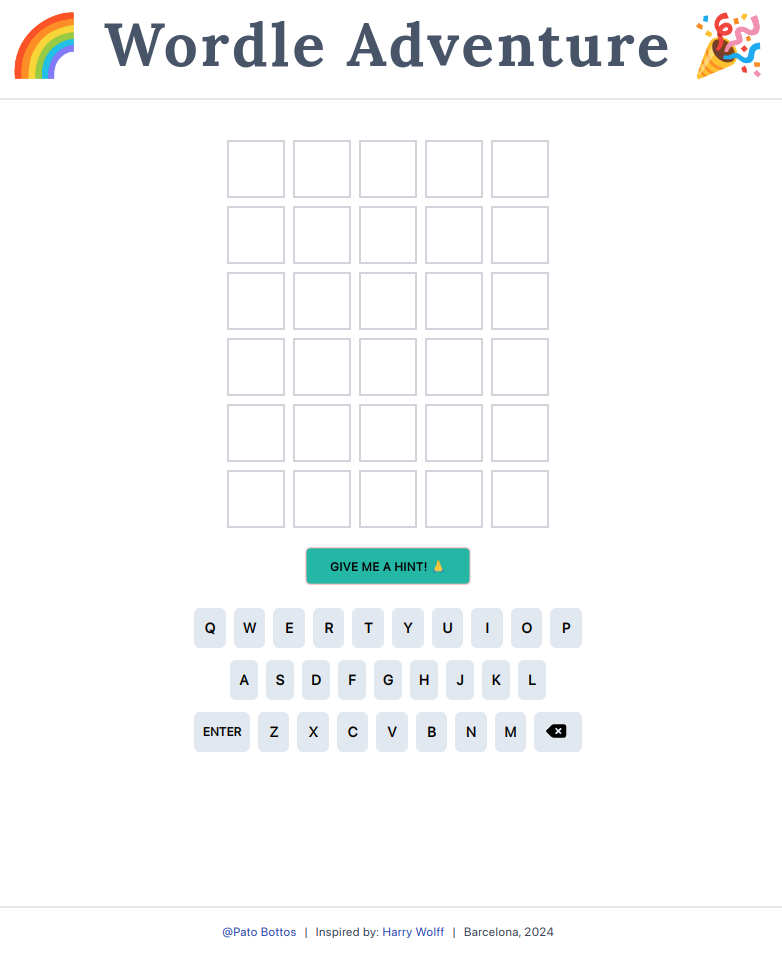 Wordle Adventure
GIVE ME A HINT! 🙏
Q W E R T Y U I O P
A S D F G H J K L
ENTER Z X C V B N M
@Pato Bottos | Inspired by: Harry Wolff | Barcelona, 2024